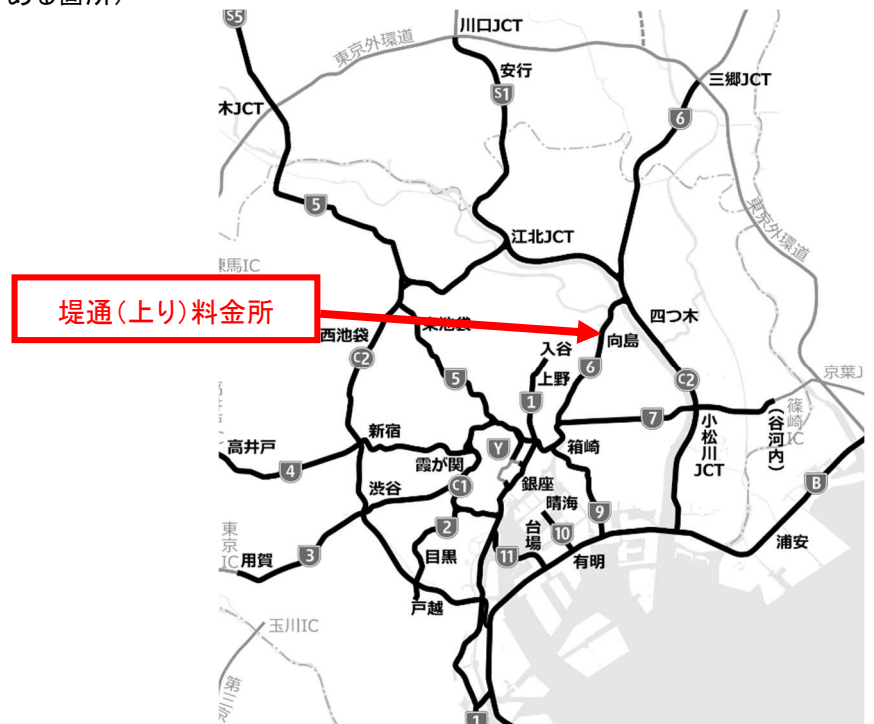 ある箇所)
S5
川口JCT
東京外環道
安行
S1
三郷JCT
木JCT
6
5
東京外環道
江北JCT
東馬IC
堤通(上り)料金所
四つ木
西池袋
東池袋
向島
入谷
C2
5
上野
6
C2
京葉J
1
7
篠崎IC
(谷河内)
小松川JCT
新宿
Y
箱崎
高井戸
4
霞が関
渋谷
C1
銀座
晴海
B
9
2
台場
10
浦安
東京IC
用賀
3
目黒
11
有明
戸越
玉川IC
第三京
1